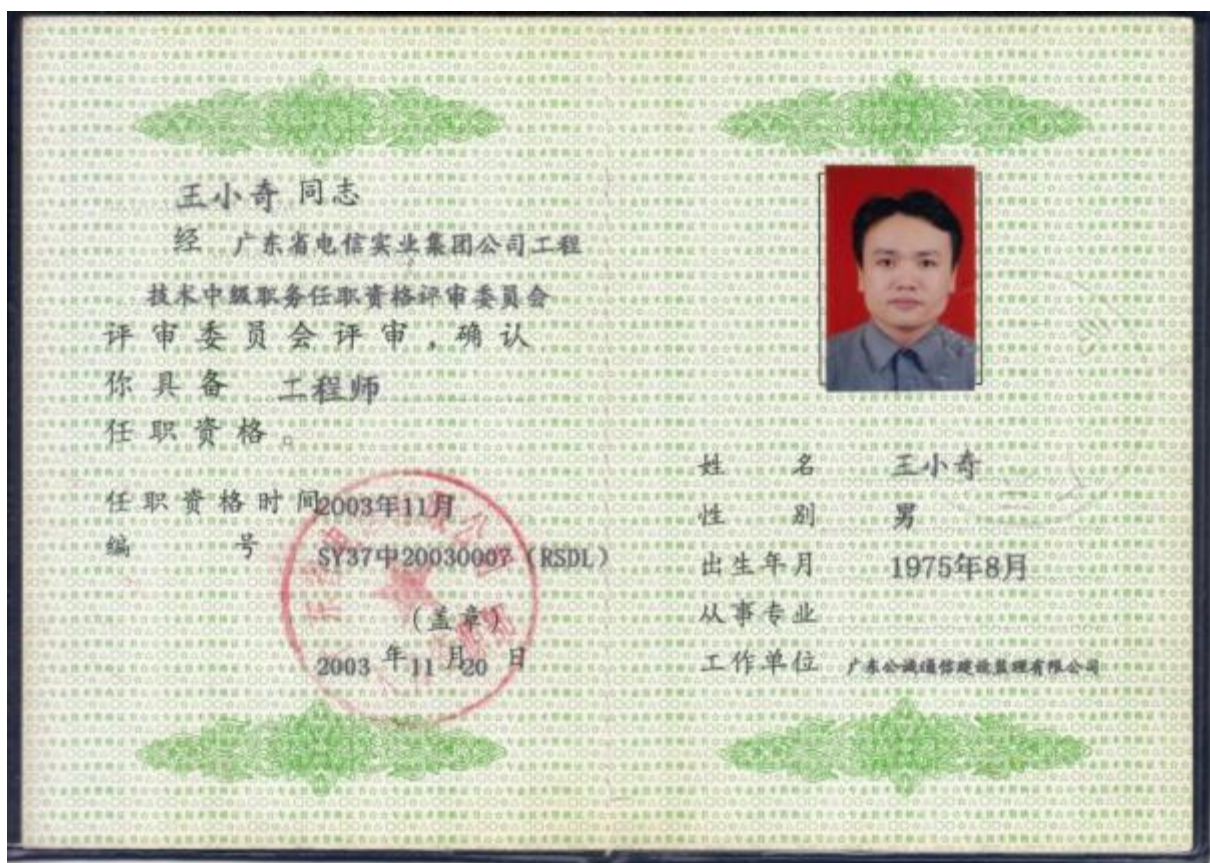 王小奇 同志
经 广东省电信实业集团公司工程
技术中级职务任职资格评审委员会
评审委员会评审,确认
你具备 工程师
任职资格。
任职资格时间2003年11月
编 号 SY37中20030007(RSDL)
(盖章)
2003 年11 月20 日
姓 名 王小奇
性 别 男
出生年月 1975年8月
从事专业
工作单位 广东公诚通信建设监理有限公司